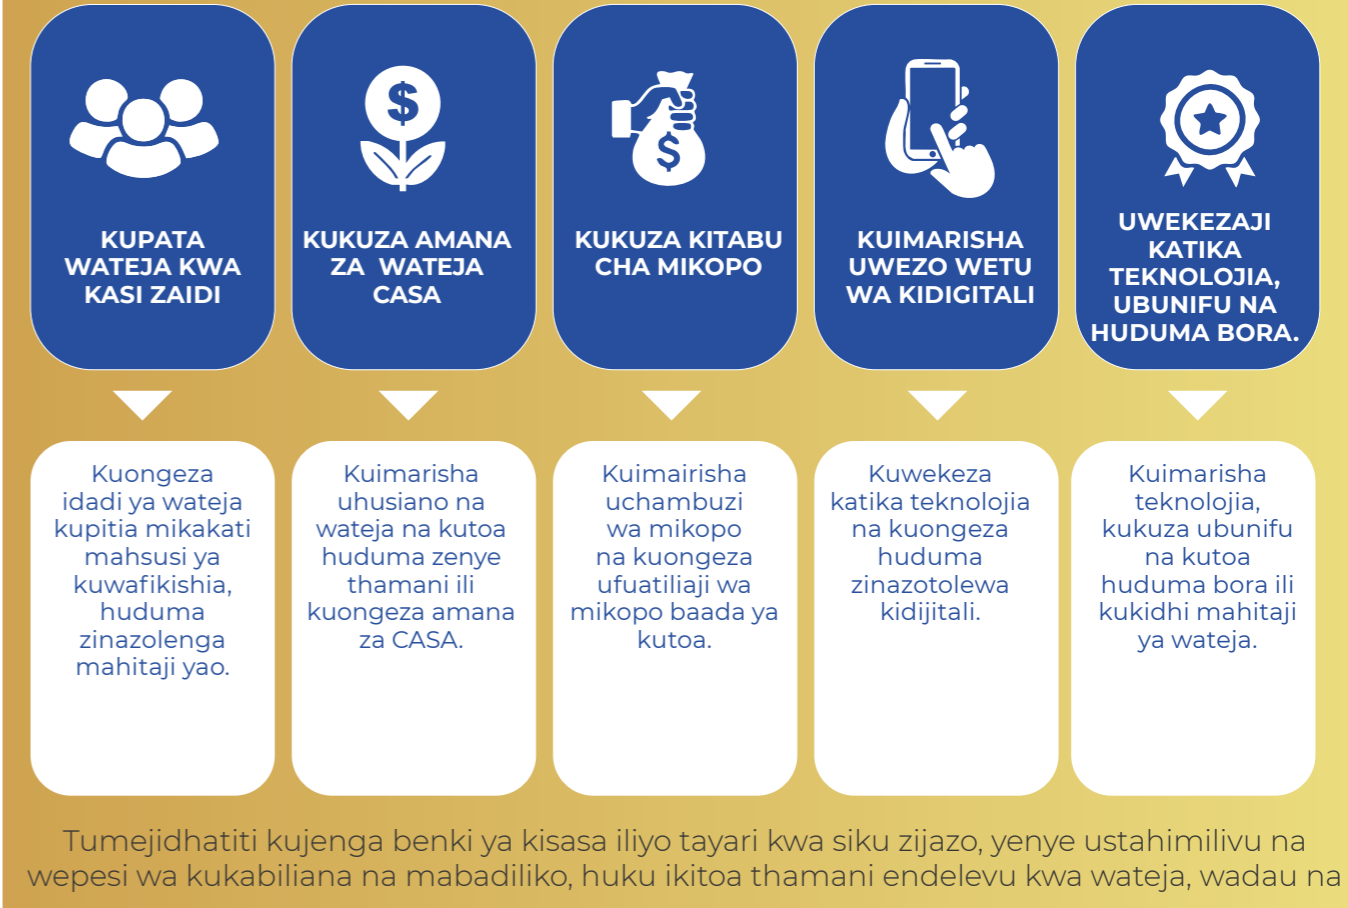 KUPATA
WATEJA KWA
KASI ZAIDI
KUKUZA AMANA
ZA WATEJA
CASA
KUKUZA KITABU
CHA MIKOPO
KUIMARISHA
UWEZO WETU
WA KIDIGITALI
UWEKEZAJI
KATIKA
TEKNOLOJIA,
UBUNIFU NA
HUDUMA BORA.
Kuongeza
idadi ya wateja
kupitia mikakati
mahsusi ya
kuwafikishia,
huduma
zinazolenga
mahitaji yao.
Kuimarisha
uhusiano na
wateja na kutoa
huduma zenye
thamani ili
kuongeza amana
za CASA.
Kuimairisha
uchambuzi
wa mikopo
na kuongeza
ufuatiliaji wa
mikopo baada ya
kutoa.
Kuwekeza
katika teknolojia
na kuongeza
huduma
zinazotolewa
kidijitali.
Kuimarisha
teknolojia,
kukuza ubunifu
na kutoa
huduma bora ili
kukidhi mahitaji
ya wateja.
Tumejidhatiti kujenga benki ya kisasa iliyo tayari kwa siku zijazo, yenye ustahimilivu na
wepesi wa kukabiliana na mabadiliko, huku ikitoa thamani endelevu kwa wateja, wadau na